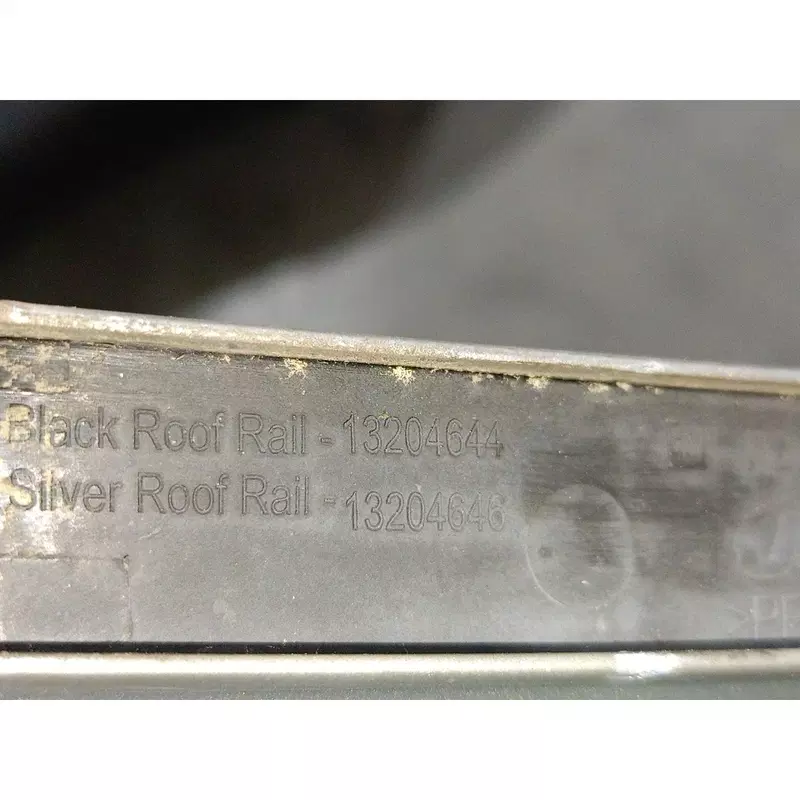 Black Roof Rail - 13204644
Silver Roof Rail - 13204646